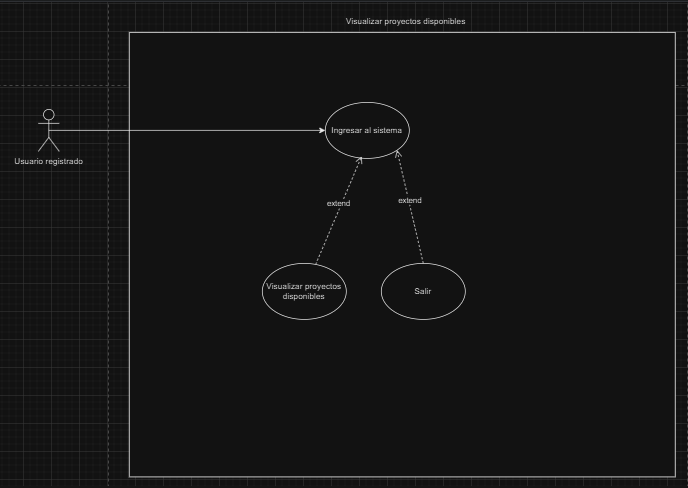 Visualizar proyectos disponibles
Ingresar al sistema
Usuario registrado
extend
extend
Visualizar proyectos
disponibles
Salir